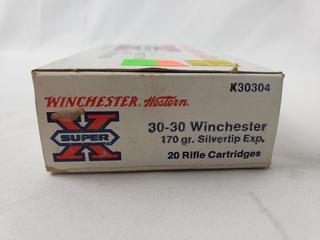 X30304
WINCHESTER Western
SUPER X
30-30 Winchester
170 gr. Silvertip Exp.
20 Rifle Cartridges